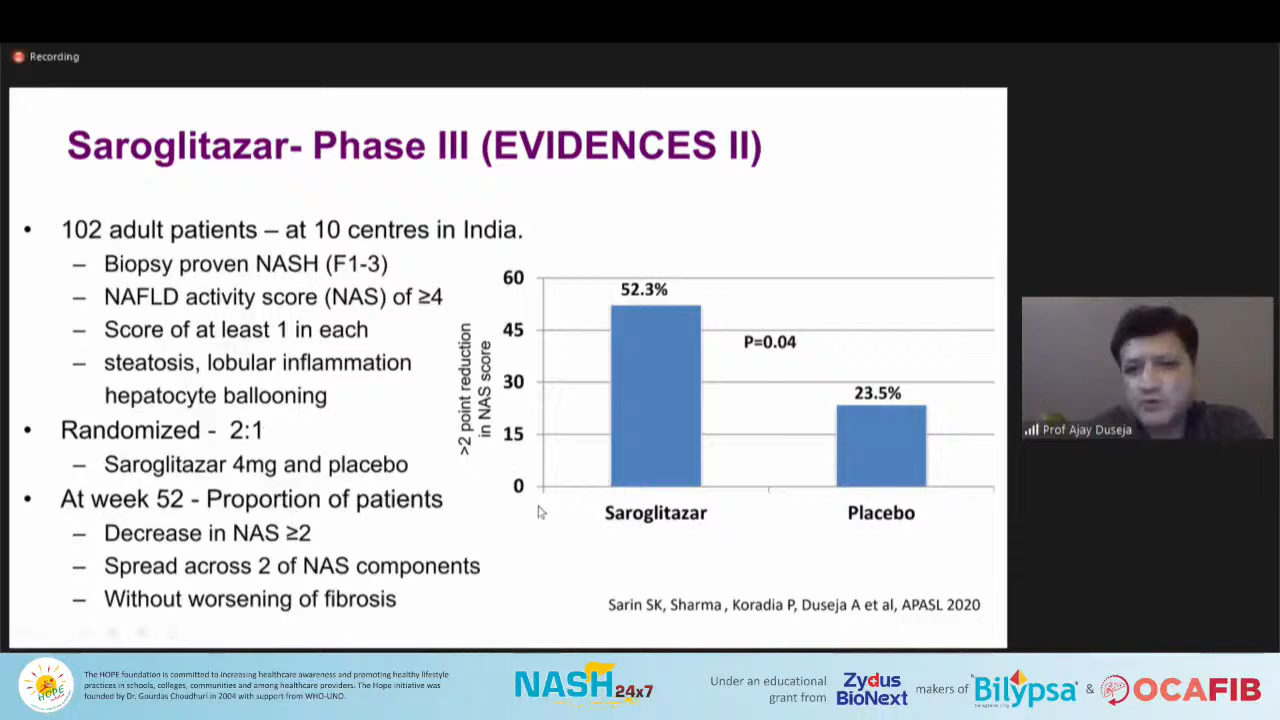 Recording
Saroglitazar- Phase III (EVIDENCES II)
• 102 adult patients – at 10 centres in India.
– Biopsy proven NASH (F1-3)
– NAFLD activity score (NAS) of ≥4
– Score of at least 1 in each
– steatosis, lobular inflammation
hepatocyte ballooning
• Randomized - 2:1
– Saroglitazar 4mg and placebo
• At week 52 - Proportion of patients
– Decrease in NAS ≥2
– Spread across 2 of NAS components
– Without worsening of fibrosis
>2 point reduction
in NAS score
60
45
30
15
0
52.3%
P=0.04
23.5%
Saroglitazar
Placebo
Sarin SK, Sharma , Koradia P, Duseja A et al, APASL 2020
Prof Ajay Duseja
HOPE
The HOPE foundation is committed to increasing healthcare awareness and promoting healthy lifestyle
practices in schools, colleges, communities and among healthcare providers. The Hope initiative was
founded by Dr. Gourdas Choudhuri in 2004 with support from WHO-UNO.
NASH 24x7
Under an educational
grant from
Zydus
BioNext
makers of
Bilypsa
&
OCAFIB